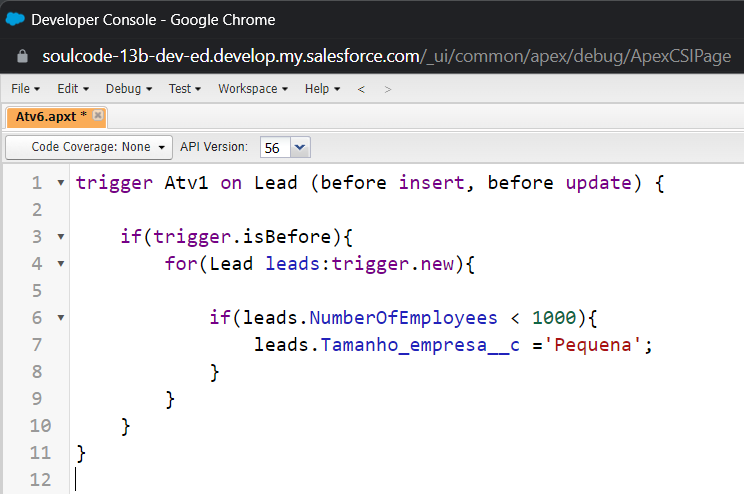 Developer Console - Google Chrome
soulcode-13b-dev-ed.develop.my.salesforce.com/_ui/common/apex/debug/ApexCSIPage
File Edit Debug Test Workspace Help < >
Atv6.apxt *
Code Coverage: None API Version: 56
1 trigger Atv1 on Lead (before insert, before update) {
2
3 if(trigger.isBefore){
4 for(Lead leads:trigger.new){
5
6 if(leads.NumberOfEmployees < 1000){
7 leads.Tamanho_empresa__c ='Pequena';
8 }
9 }
10 }
11 }
12